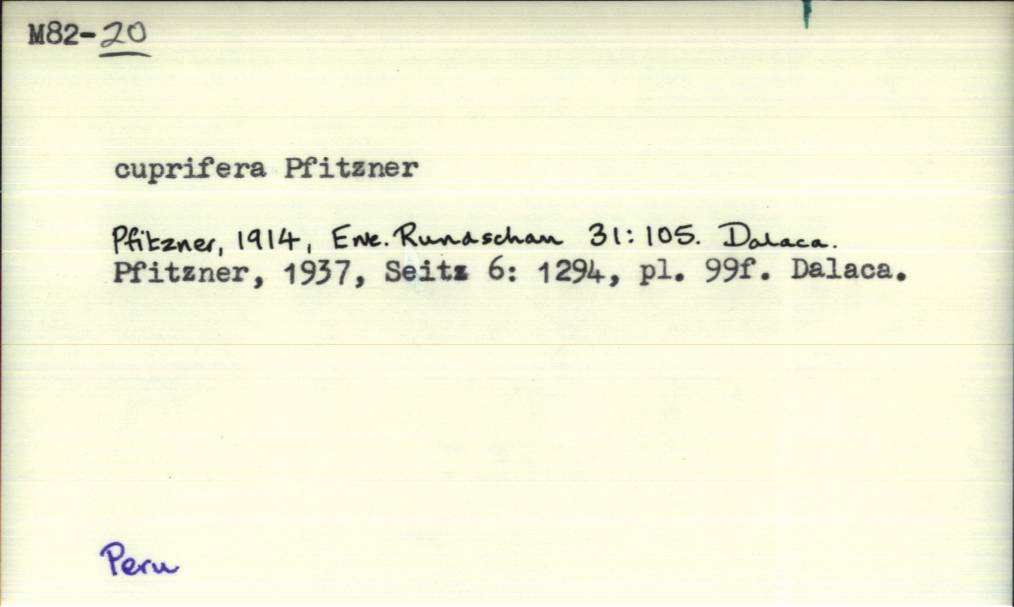 M82-20
cuprifera Pfitzner
Pfitzner, 1914, Ent. Rundschau 31: 105. Dalaca.
Pfitzner, 1937, Seitz 6: 1294, pl. 99f. Dalaca.
Peru